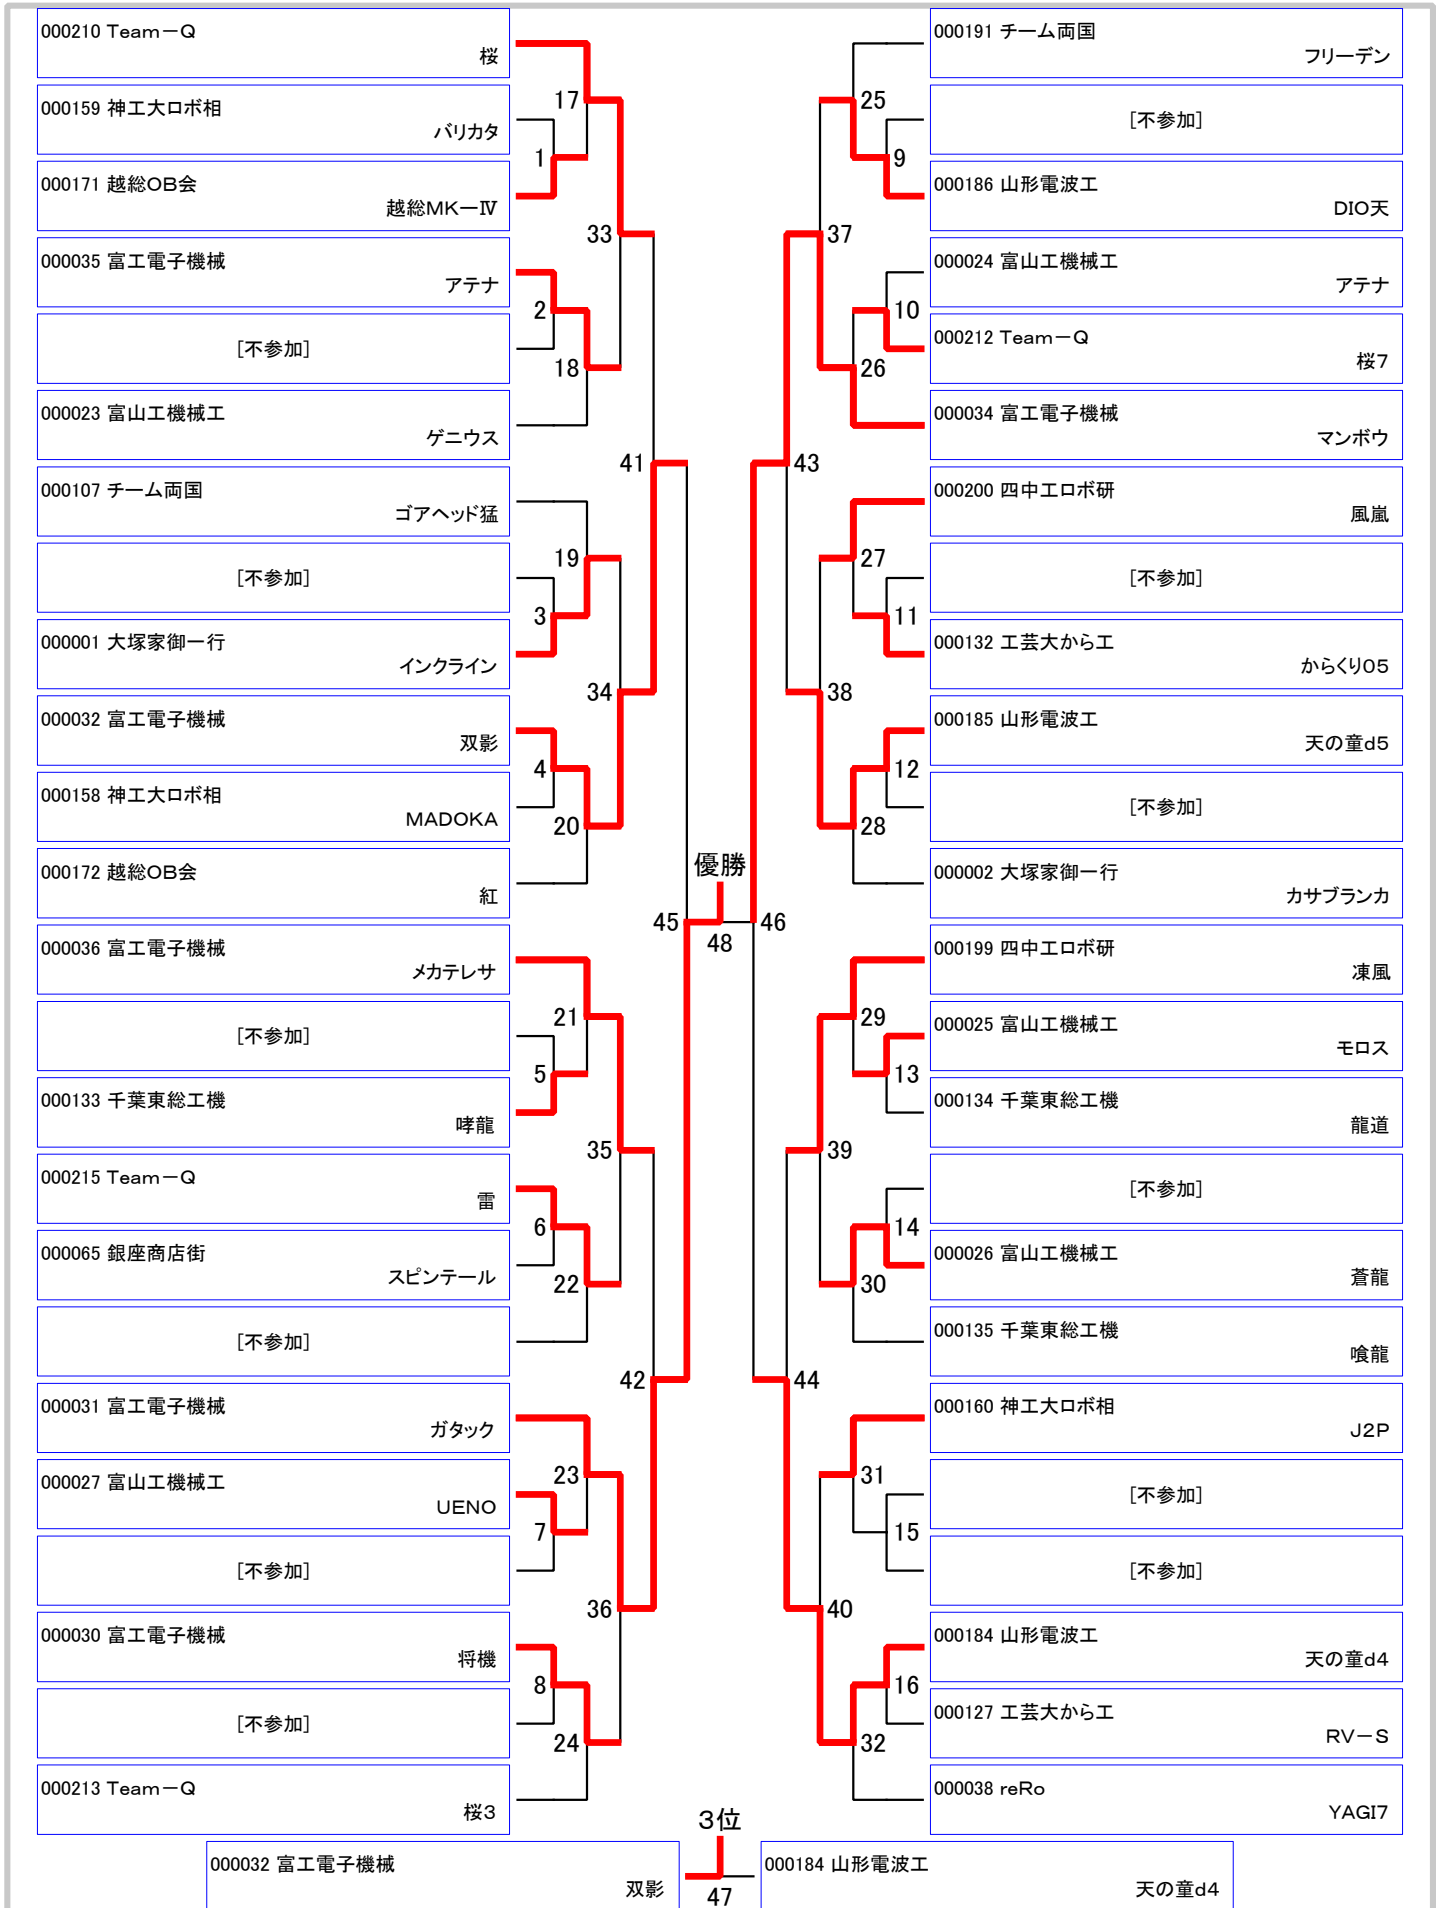 000210 Team－Q
桜
000159 神工大ロボ相
バリカタ
000171 越総OB会
越総MKーⅣ
000035 富工電子機械
アテナ
[不参加]
000023 富山工機械工
ゲニウス
000107 チーム両国
ゴアヘッド猛
[不参加]
000001 大塚家御一行
インクライン
000032 富工電子機械
双影
000158 神工大ロボ相
MADOKA
000172 越総OB会
紅
000036 富工電子機械
メカテレサ
[不参加]
000133 千葉東総工機
哮龍
000215 Team－Q
雷
000065 銀座商店街
スピンテール
[不参加]
000031 富工電子機械
ガタック
000027 富山工機械工
UENO
[不参加]
000030 富工電子機械
将機
[不参加]
000213 Team－Q
桜3
17
1
33
2
18
41
19
3
34
4
20
45
21
5
35
6
22
42
23
7
36
8
24
優勝
48
46
25
9
37
10
26
43
27
11
38
12
28
29
13
39
14
30
44
31
15
40
16
32
000191 チーム両国
フリーデン
[不参加]
000186 山形電波工
DIO天
000024 富山工機械工
アテナ
000212 Team－Q
桜7
000034 富工電子機械
マンボウ
000200 四中工ロボ研
風嵐
[不参加]
000132 工芸大から工
からくり05
000185 山形電波工
天の童d5
[不参加]
000002 大塚家御一行
カサブランカ
000199 四中工ロボ研
凍風
000025 富山工機械工
モロス
000134 千葉東総工機
龍道
[不参加]
000026 富山工機械工
蒼龍
000135 千葉東総工機
喰龍
000160 神工大ロボ相
J2P
[不参加]
[不参加]
000184 山形電波工
天の童d4
000127 工芸大から工
RV－S
000038 reRo
YAGI7
3位
000032 富工電子機械
双影
47
000184 山形電波工
天の童d4